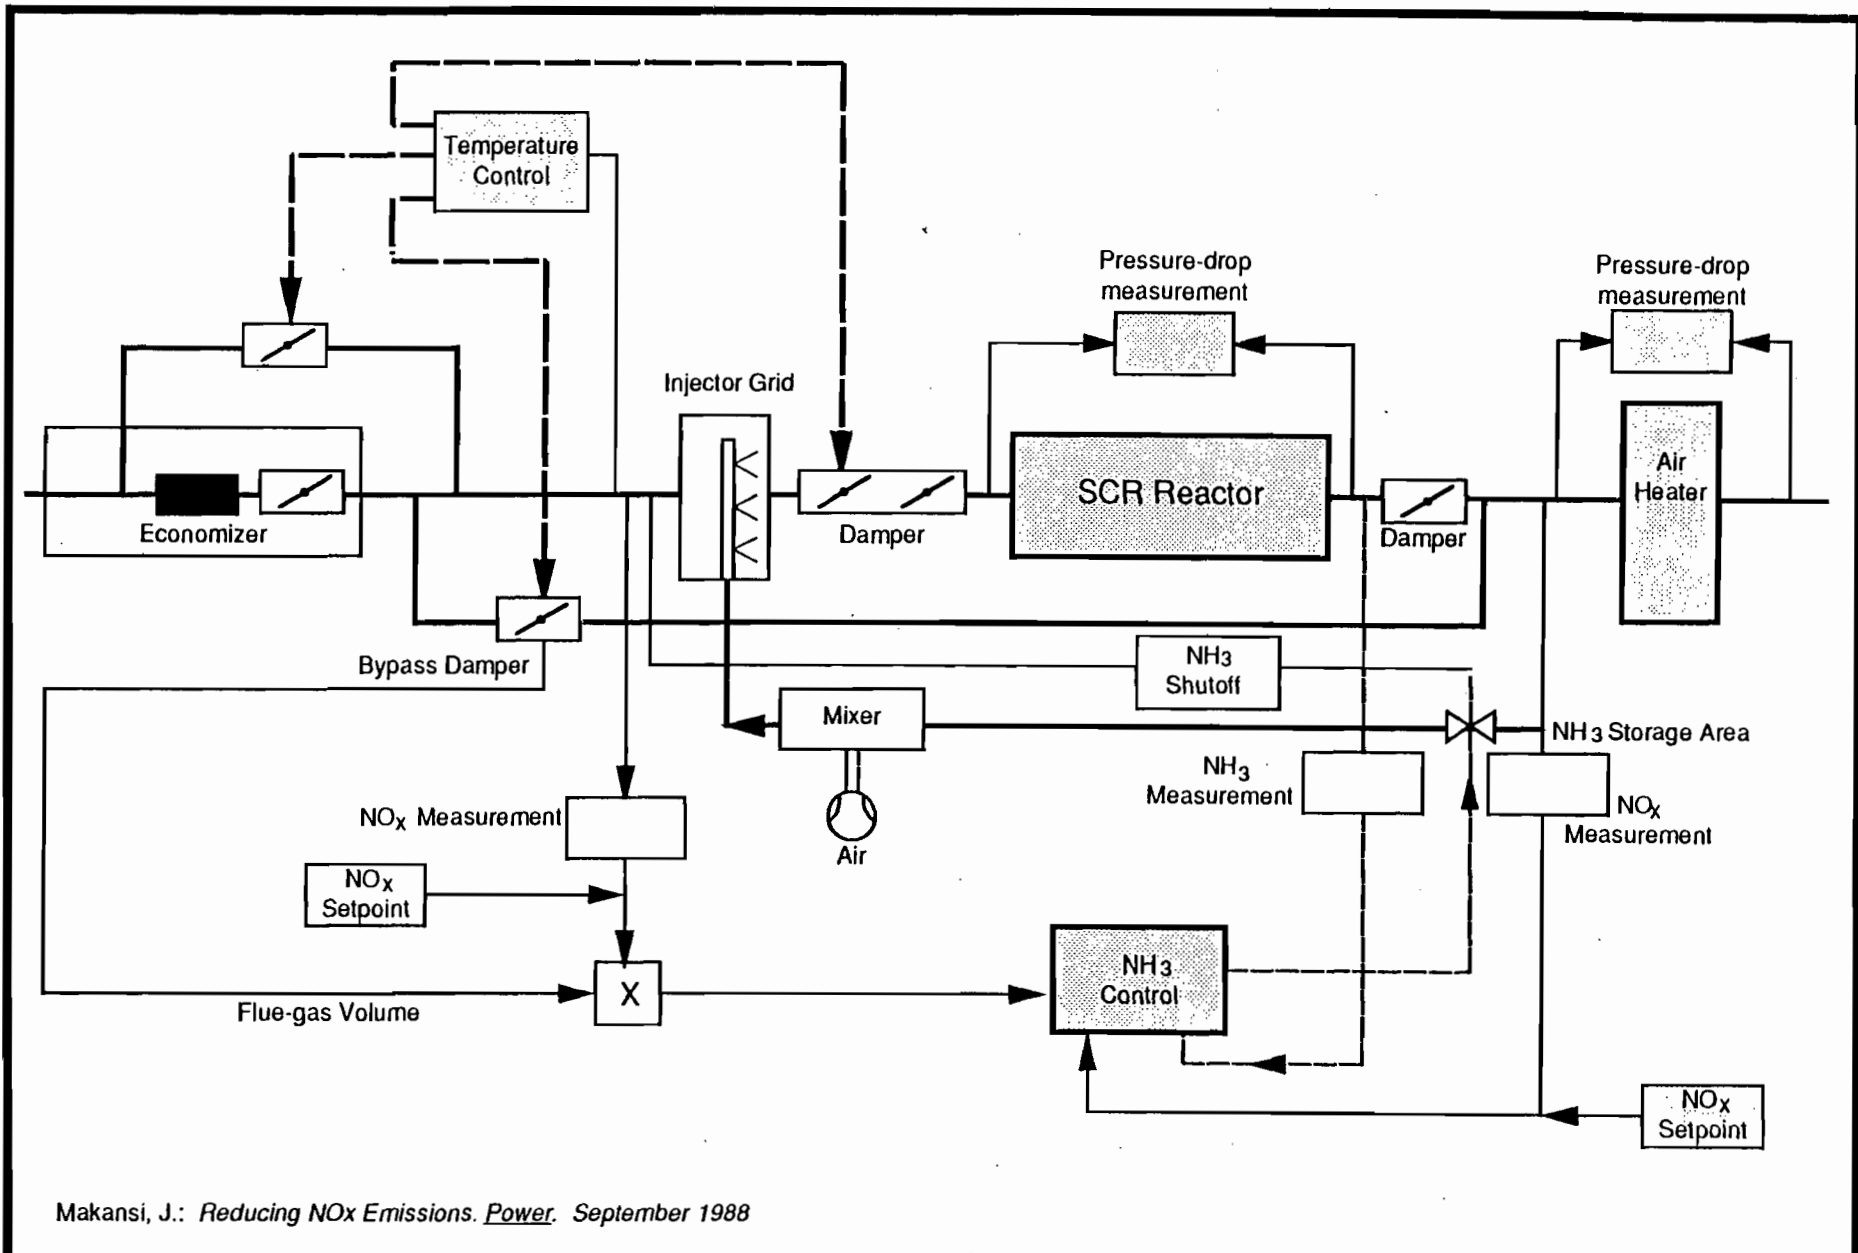 Temperature
Control
Pressure-drop
measurement
Pressure-drop
measurement
Injector Grid
Economizer
Damper
SCR Reactor
Damper
Air
Heater
Bypass Damper
NH3
Shutoff
Mixer
NH3 Storage Area
NH3
Measurement
NOx Measurement
NOx
Measurement
Air
NOx
Setpoint
X
NH3
Control
Flue-gas Volume
NOx
Setpoint
Makansi, J.: Reducing NOx Emissions. Power. September 1988